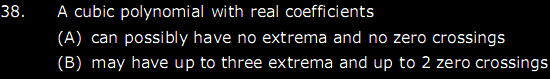 38. A cubic polynomial with real coefficients
(A) can possibly have no extrema and no zero crossings
(B) may have up to three extrema and up to 2 zero crossings